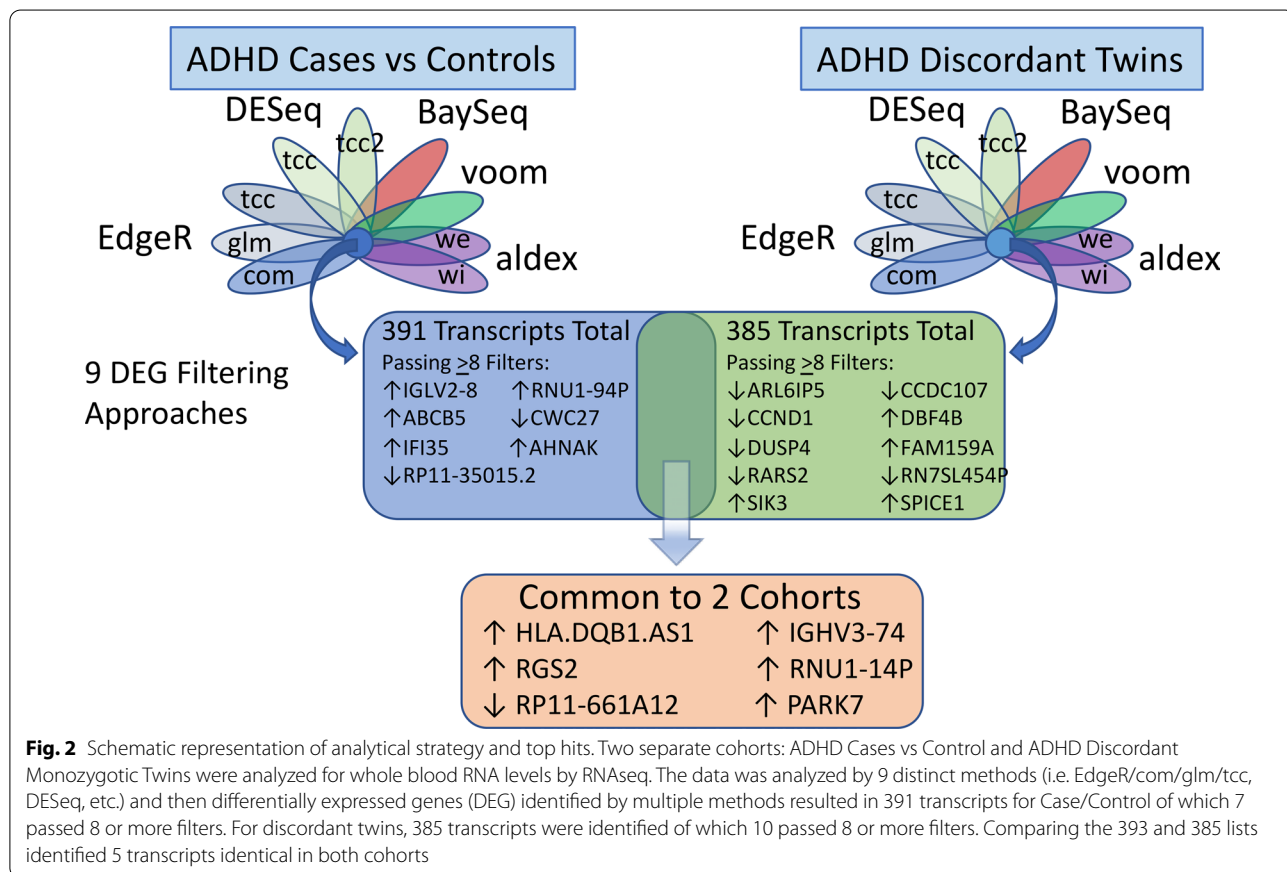 ADHD Cases vs Controls
DESeq
BaySeq
tcc2
tcc
voom
tcc
EdgeR
glm
we
aldex
com
wi
ADHD Discordant Twins
DESeq
BaySeq
tcc2
tcc
voom
tcc
EdgeR
glm
we
aldex
com
wi
9 DEG Filtering
Approaches
391 Transcripts Total
Passing ≥8 Filters:
↑IGLV2-8 ↑RNU1-94P
↑ABCB5 ↓CWC27
↑IFI35 ↑AHNAK
↓RP11-35015.2
385 Transcripts Total
Passing ≥8 Filters:
↓ARL6IP5 ↓CCDC107
↓CCND1 ↑DBF4B
↓DUSP4 ↑FAM159A
↓RARS2 ↓RN7SL454P
↑SIK3 ↑SPICE1
Common to 2 Cohorts
↑ HLA.DQB1.AS1 ↑ IGHV3-74
↑ RGS2 ↑ RNU1-14P
↓ RP11-661A12 ↑ PARK7
Fig. 2 Schematic representation of analytical strategy and top hits. Two separate cohorts: ADHD Cases vs Control and ADHD Discordant
Monozygotic Twins were analyzed for whole blood RNA levels by RNAseq. The data was analyzed by 9 distinct methods (i.e. EdgeR/com/glm/tcc,
DESeq, etc.) and then differentially expressed genes (DEG) identified by multiple methods resulted in 391 transcripts for Case/Control of which 7
passed 8 or more filters. For discordant twins, 385 transcripts were identified of which 10 passed 8 or more filters. Comparing the 393 and 385 lists
identified 5 transcripts identical in both cohorts